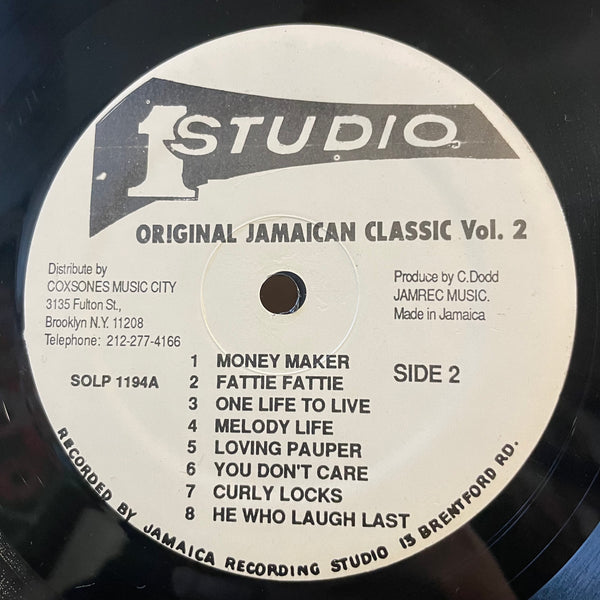 1 STUDIO
ORIGINAL JAMAICAN CLASSIC Vol. 2
Distribute by
COXSONES MUSIC CITY
3135 Fulton St.,
Brooklyn N.Y. 11208
Telephone: 212-277-4166
Produce by C.Dodd
JAMREC MUSIC.
Made in Jamaica
SOLP 1194A
SIDE 2
1 MONEY MAKER
2 FATTIE FATTIE
3 ONE LIFE TO LIVE
4 MELODY LIFE
5 LOVING PAUPER
6 YOU DON'T CARE
7 CURLY LOCKS
8 HE WHO LAUGH LAST
RECORDED BY JAMAICA RECORDING STUDIO 13 BRENTFORD RD.